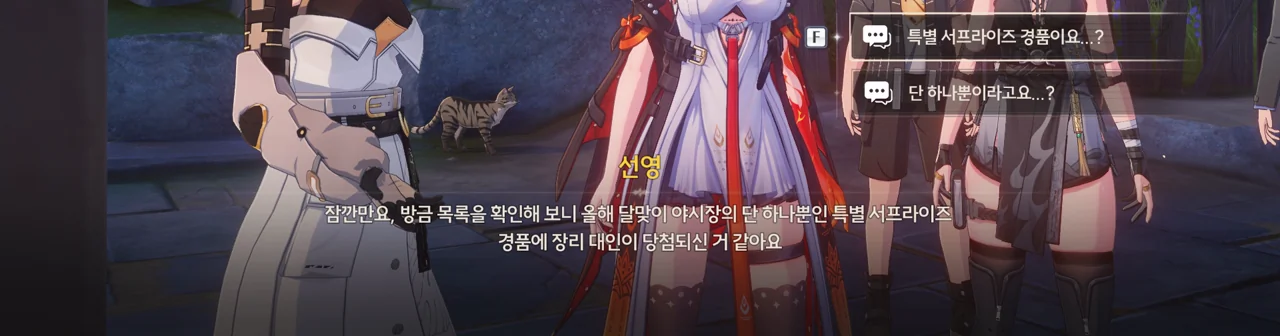 F
특별 서프라이즈 경품이요...?
단 하나뿐이라고요...?
선영
잠깐만요, 방금 목록을 확인해 보니 올해 달맞이 야시장의 단 하나뿐인 특별 서프라이즈
경품에 장리 대인이 당첨되신 거 같아요